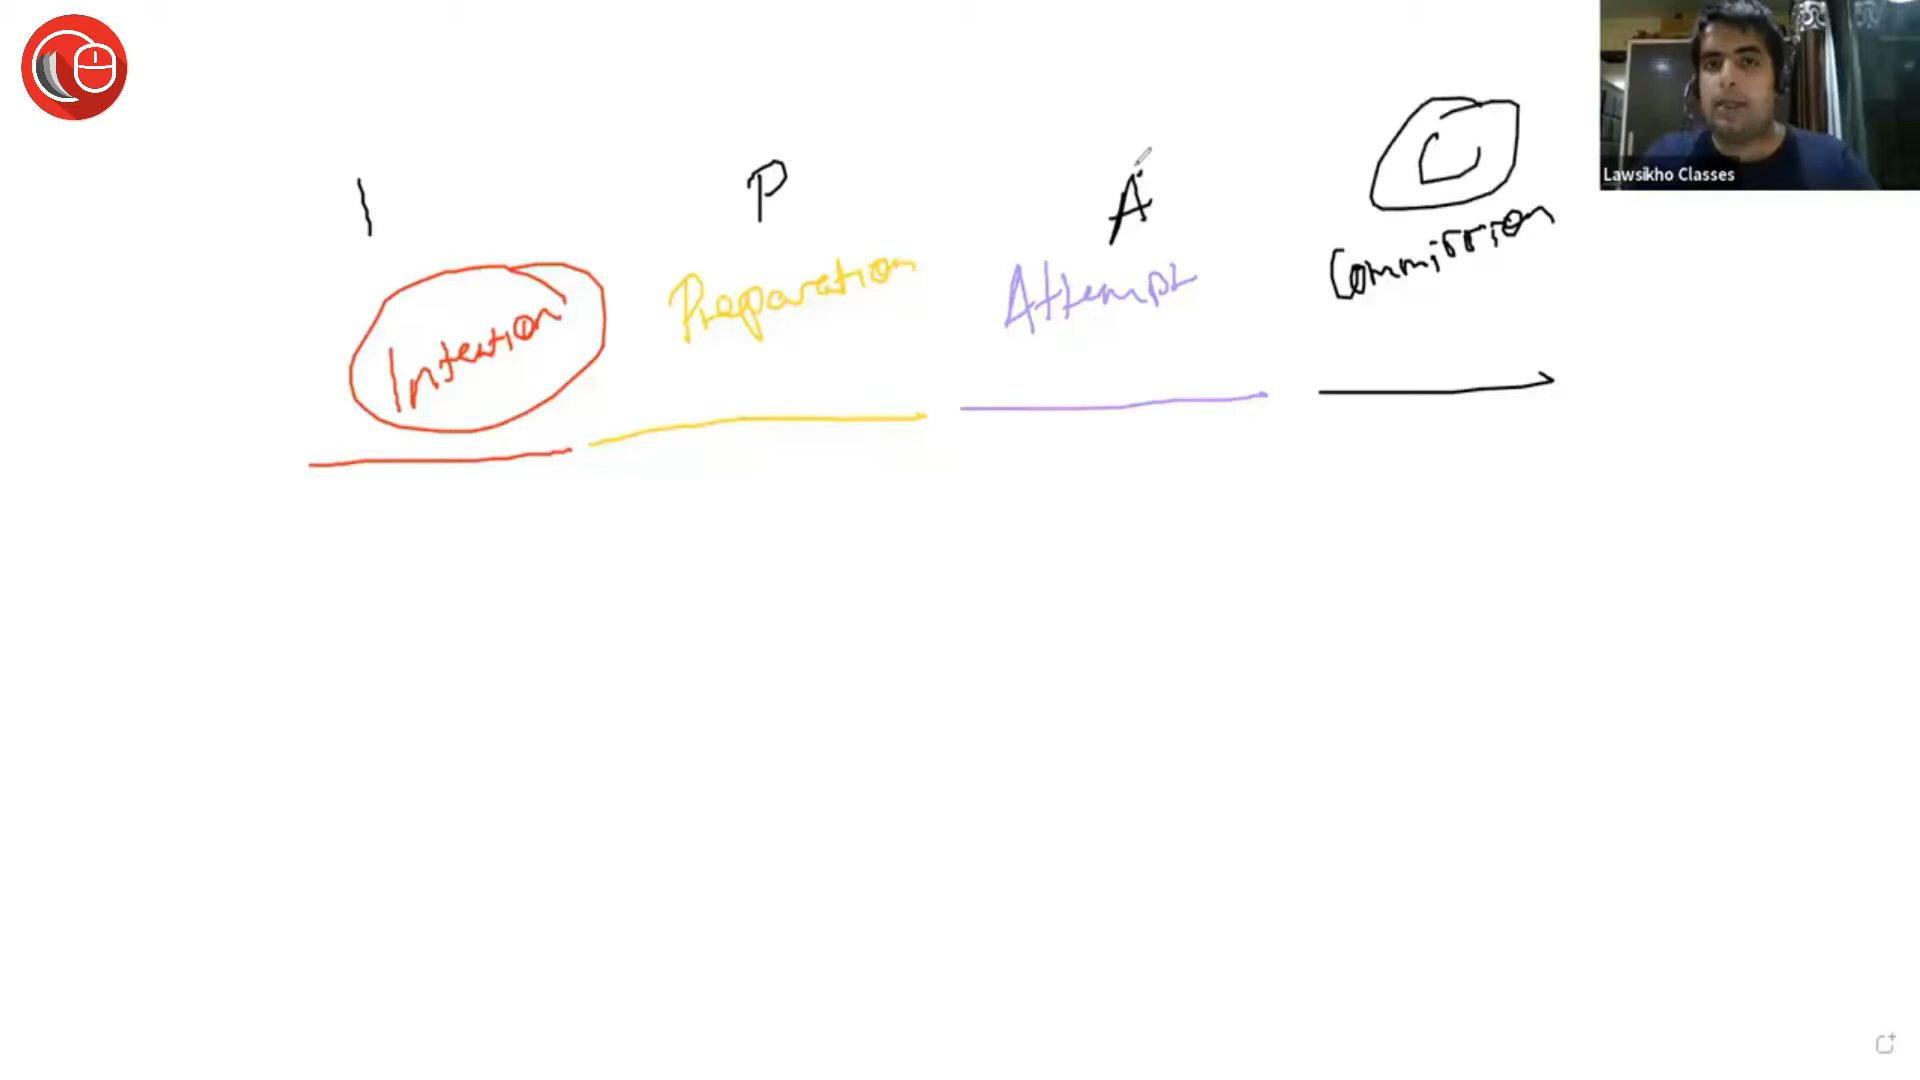 I P A C
Intention Preparation Attempt Commission
Lawsikho Classes